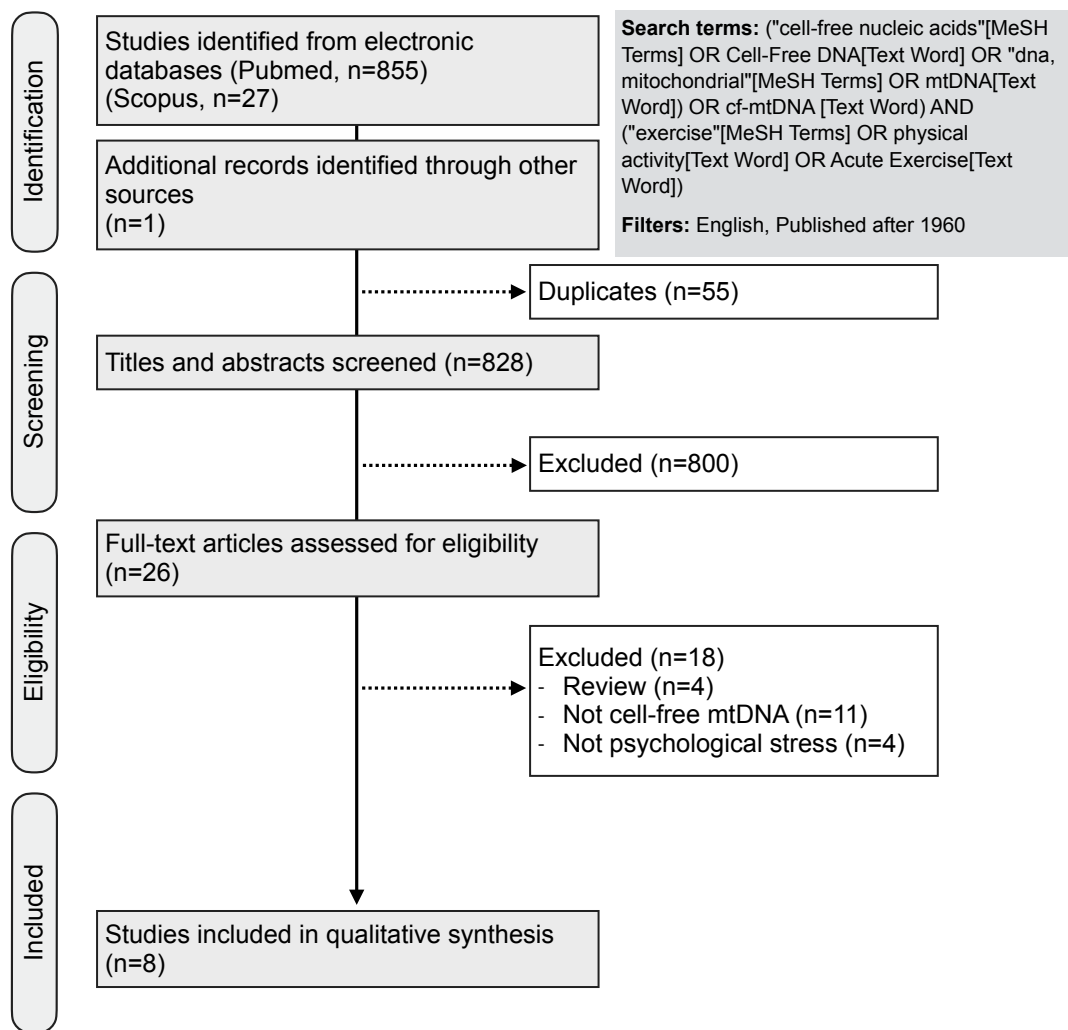 Identification
Studies identified from electronic
databases (Pubmed, n=855)
(Scopus, n=27)
Additional records identified through other
sources
(n=1)
Search terms: ("cell-free nucleic acids"[MeSH
Terms] OR Cell-Free DNA[Text Word] OR "dna,
mitochondrial"[MeSH Terms] OR mtDNA[Text
Word]) OR cf-mtDNA [Text Word) AND
("exercise"[MeSH Terms] OR physical
activity[Text Word] OR Acute Exercise[Text
Word])
Filters: English, Published after 1960
Screening
Duplicates (n=55)
Titles and abstracts screened (n=828)
Excluded (n=800)
Eligibility
Full-text articles assessed for eligibility
(n=26)
Excluded (n=18)
- Review (n=4)
- Not cell-free mtDNA (n=11)
- Not psychological stress (n=4)
Included
Studies included in qualitative synthesis
(n=8)